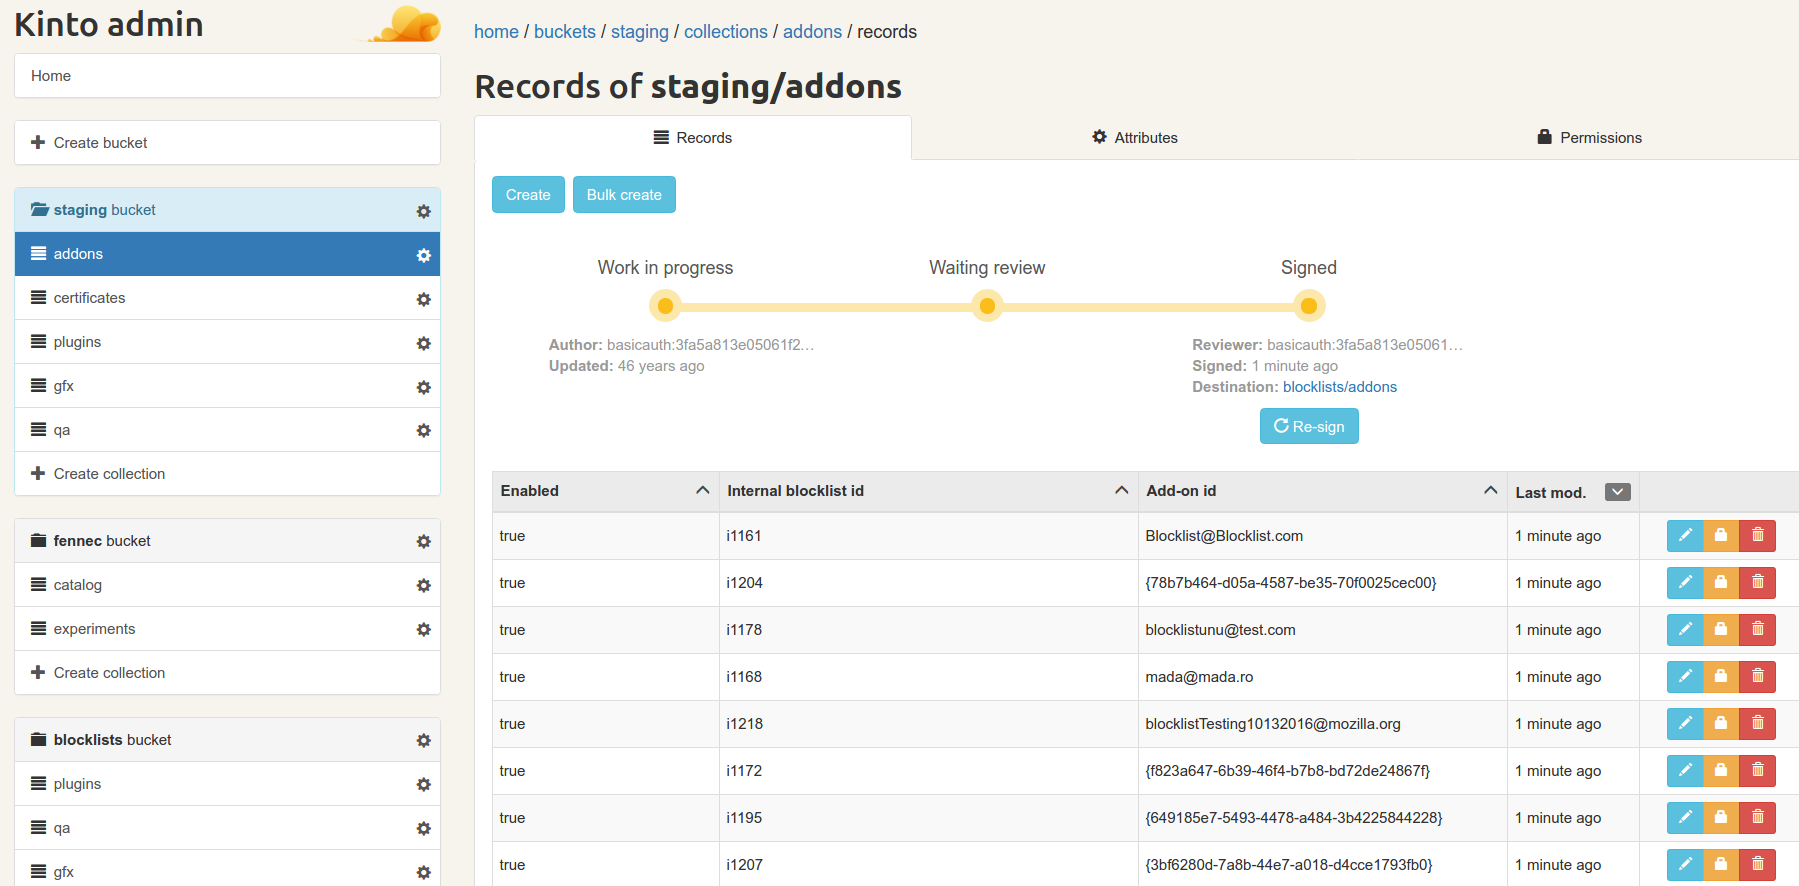 Kinto admin
Home
Create bucket
staging bucket
addons
certificates
plugins
gfx
qa
Create collection
fennec bucket
catalog
experiments
Create collection
blocklists bucket
plugins
qa
gfx
home / buckets / staging / collections / addons / records
Records of staging/addons
Records Attributes Permissions
Create Bulk create
Work in progress Waiting review Signed
Author: basicauth:3fa5a813e05061f2...
Updated: 46 years ago
Reviewer: basicauth:3fa5a813e05061...
Signed: 1 minute ago
Destination: blocklists/addons
Re-sign
Enabled Internal blocklist id Add-on id Last mod.
true i1161 Blocklist@Blocklist.com 1 minute ago
true i1204 {78b7b464-d05a-4587-be35-70f0025cec00} 1 minute ago
true i1178 blocklistunu@test.com 1 minute ago
true i1168 mada@mada.ro 1 minute ago
true i1218 blocklistTesting10132016@mozilla.org 1 minute ago
true i1172 {f823a647-6b39-46f4-b7b8-bd72de24867f} 1 minute ago
true i1195 {649185e7-5493-4478-a484-3b4225844228} 1 minute ago
true i1207 {3bf6280d-7a8b-44e7-a018-d4cce1793fb0} 1 minute ago